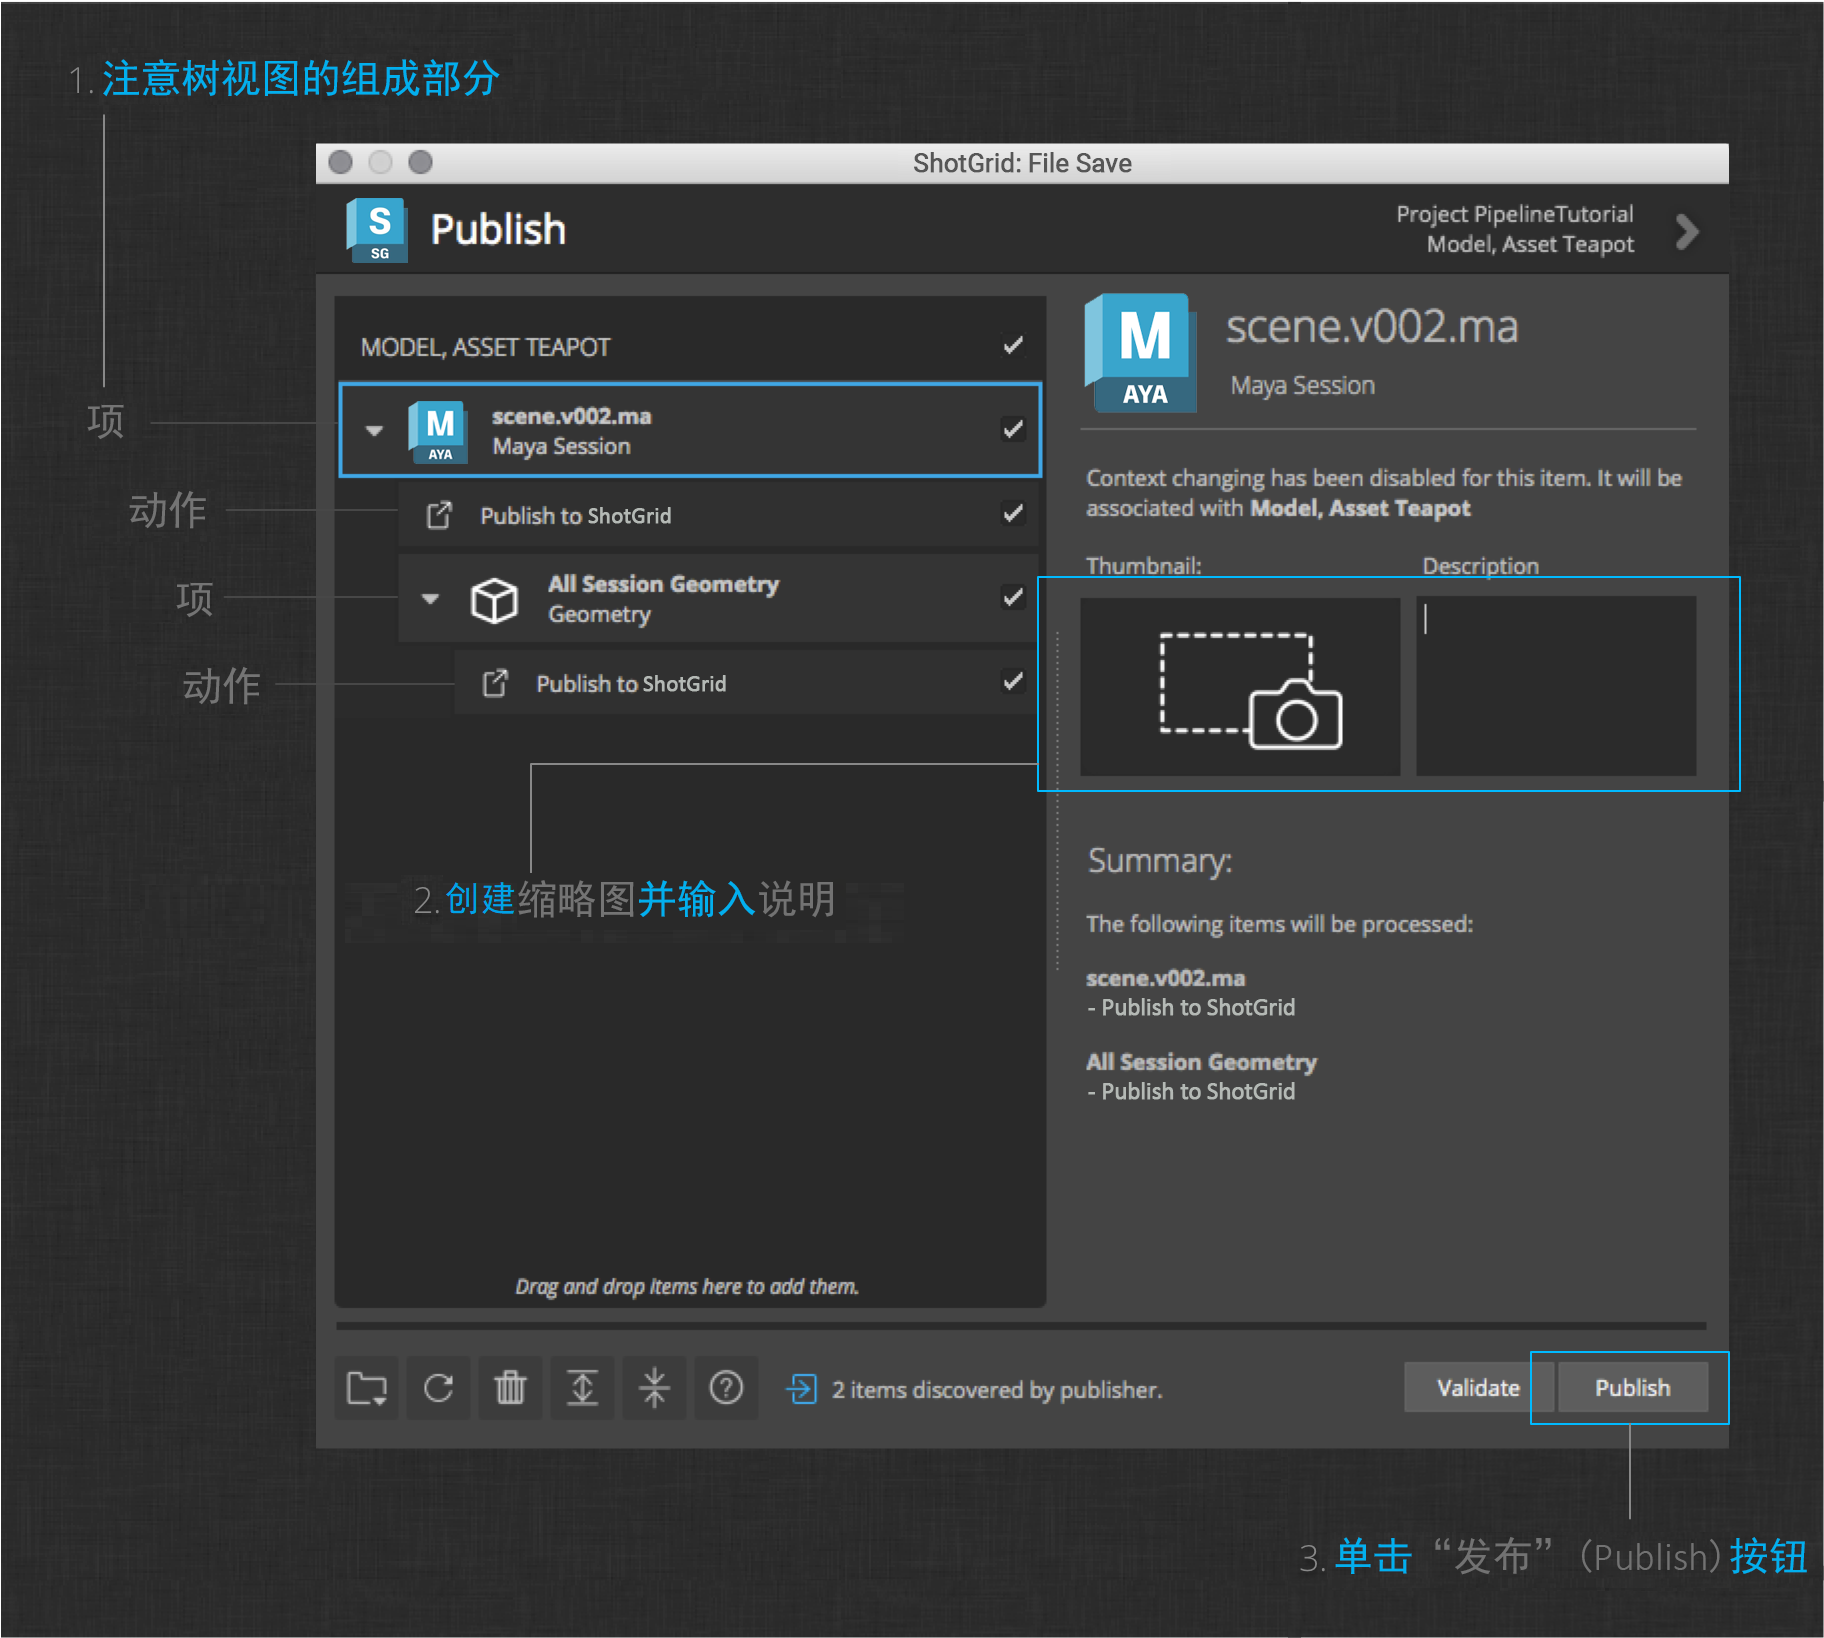 1. 注意树视图的组成部分
ShotGrid: File Save
S
SG
Publish
Project PipelineTutorial
Model, Asset Teapot
MODEL, ASSET TEAPOT
项
M
AYA
scene.v002.ma
Maya Session
动作
Publish to ShotGrid
项
All Session Geometry
Geometry
动作
Publish to ShotGrid
2. 创建缩略图并输入说明
Drag and drop items here to add them.
M
AYA
scene.v002.ma
Maya Session
Context changing has been disabled for this item. It will be
associated with Model, Asset Teapot
Thumbnail:
Description
Summary:
The following items will be processed:
scene.v002.ma
- Publish to ShotGrid
All Session Geometry
- Publish to ShotGrid
?
2 items discovered by publisher.
Validate
Publish
3. 单击“发布”(Publish)按钮